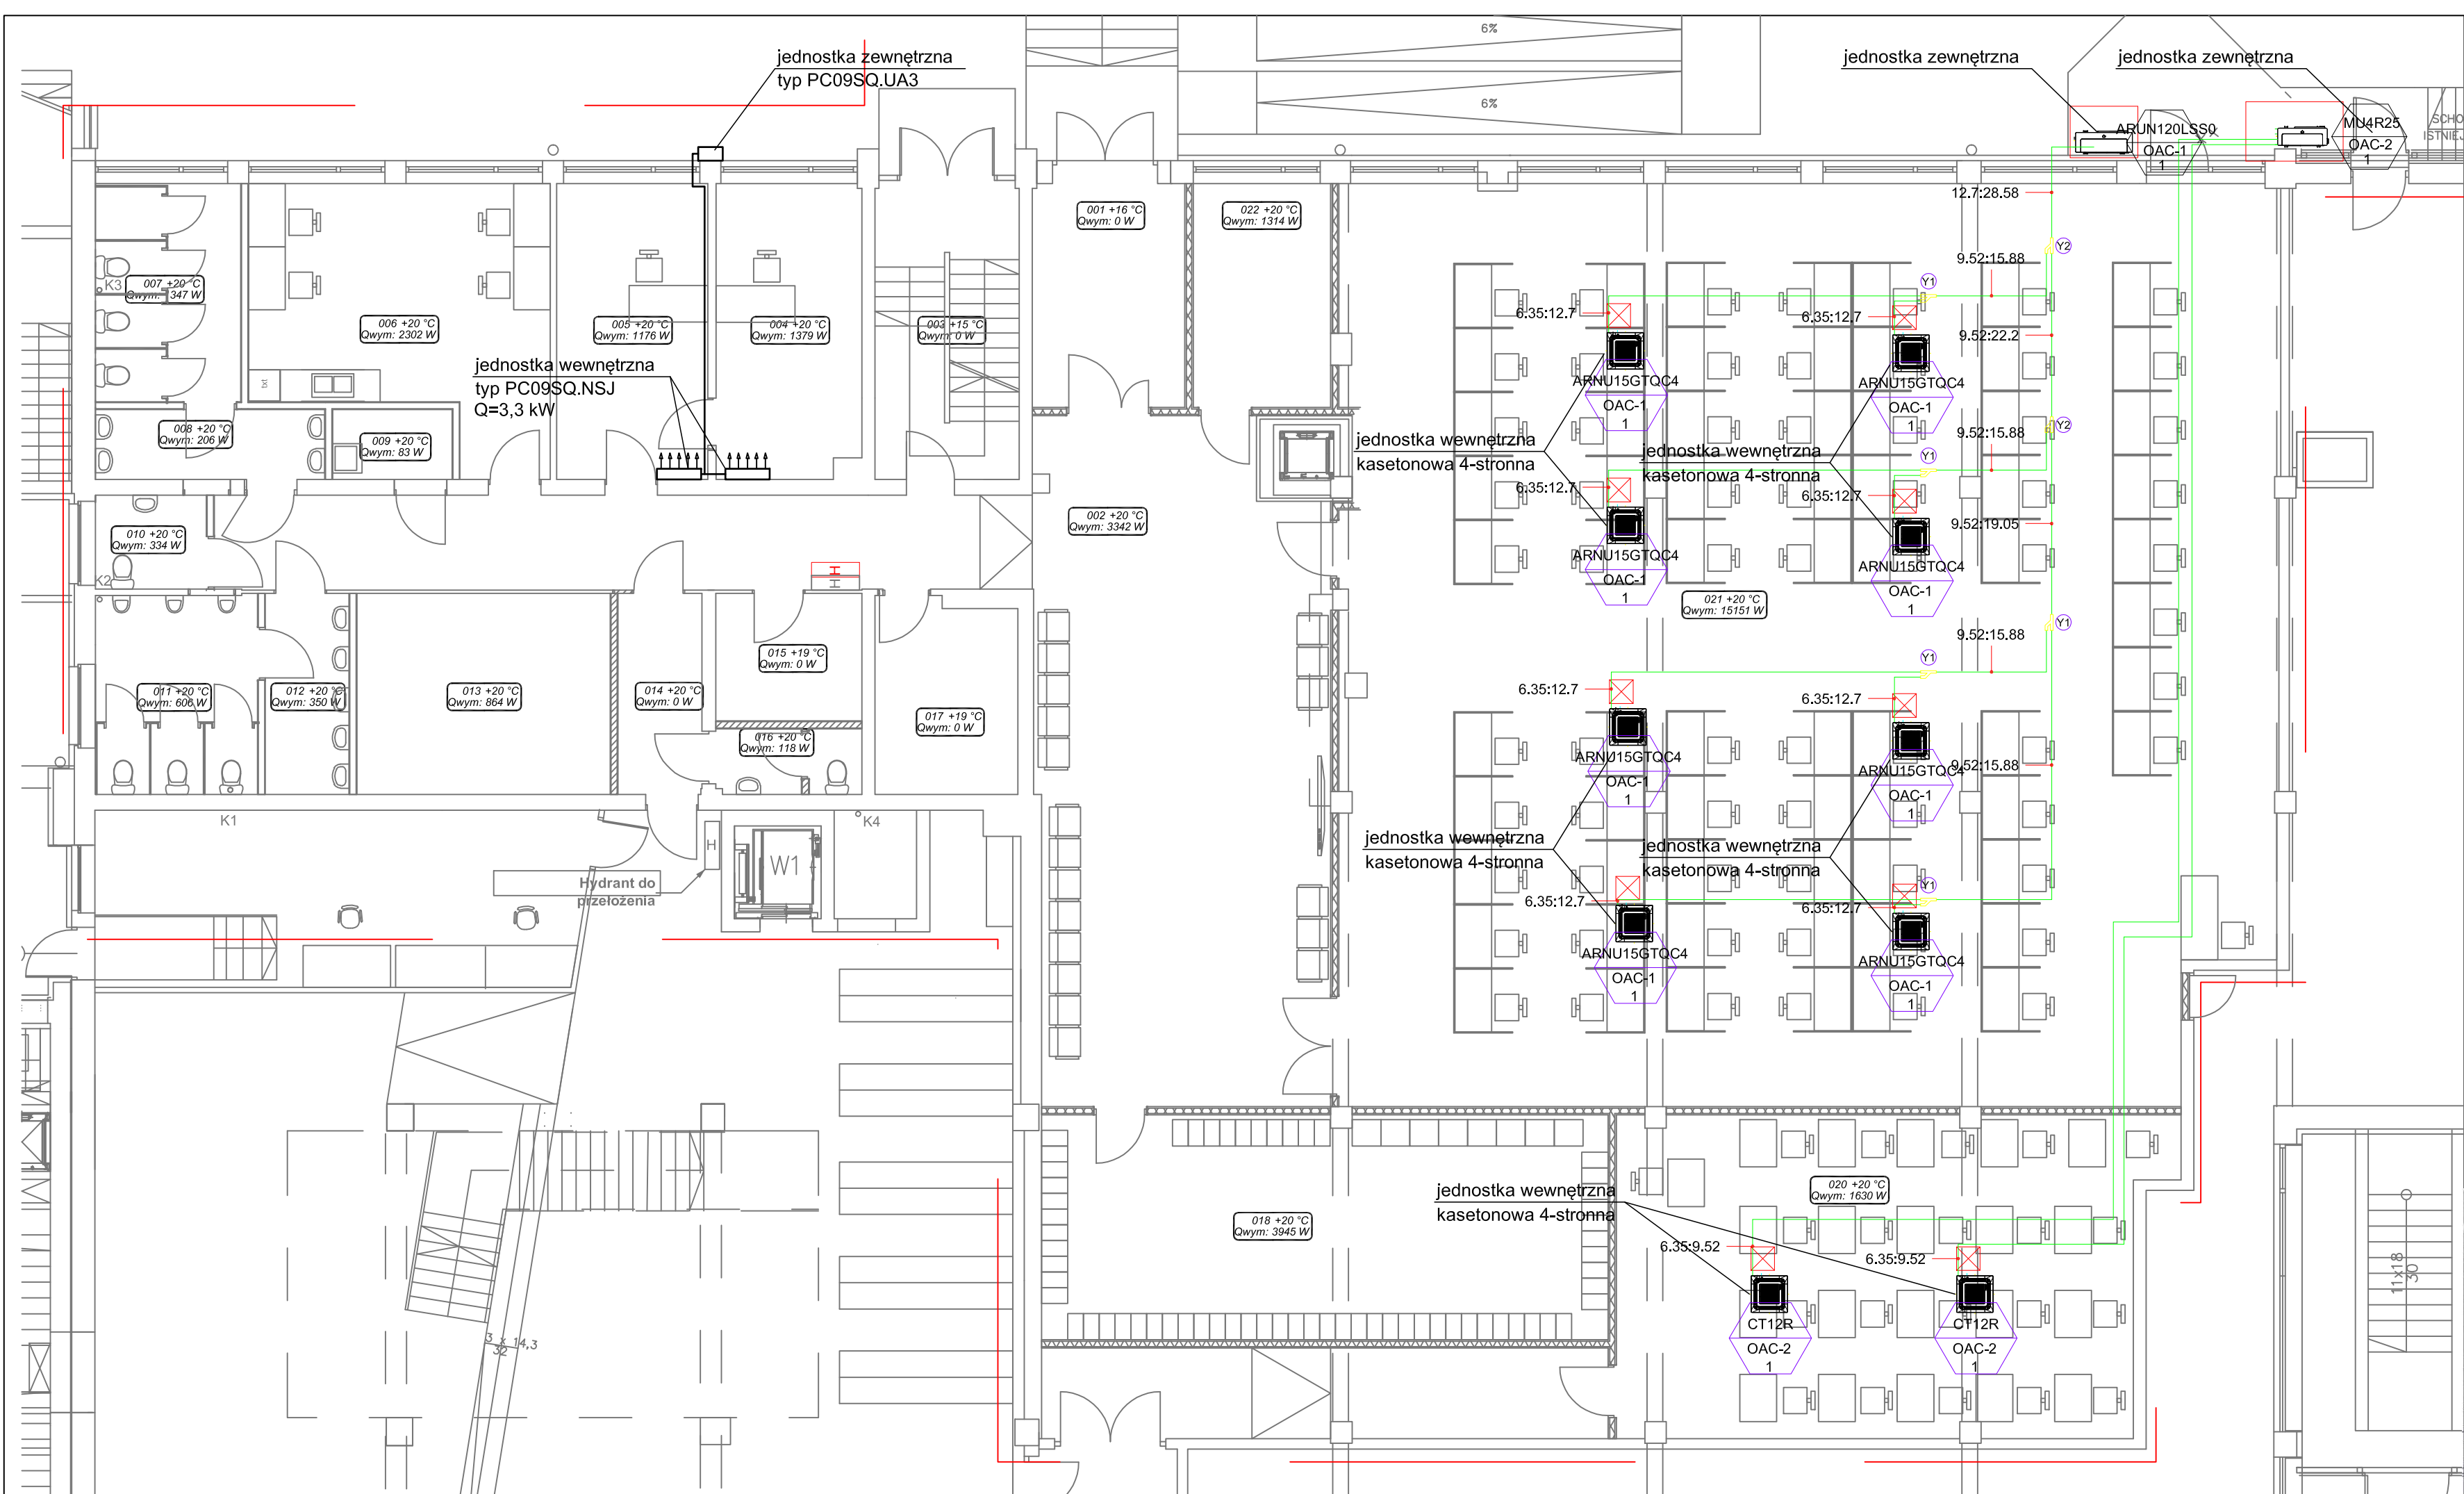 6%
6%
jednostka zewnętrzna
typ PC09SQ.UA3
jednostka zewnętrzna
jednostka zewnętrzna
ARUN120LSS0
OAC-1
1
MU4R25
OAC-2
1
SCHO
ISTNIEJ
12.7:28.58
001 +16 °C
Qwym: 0 W
022 +20 °C
Qwym: 1314 W
Y2
9.52:15.88
K3
007 +20 °C
Qwym: 1347 W
Y1
006 +20 °C
Qwym: 2302 W
005 +20 °C
Qwym: 1176 W
004 +20 °C
Qwym: 1379 W
003 +15 °C
Qwym: 0 W
6.35:12.7
6.35:12.7
9.52:22.2
jednostka wewnętrzna
typ PC09SQ.NSJ
Q=3,3 kW
txt
ARNU15GTQC4
OAC-1
1
ARNU15GTQC4
OAC-1
1
008 +20 °C
Qwym: 206 W
009 +20 °C
Qwym: 83 W
jednostka wewnętrzna
kasetonowa 4-stronna
jednostka wewnętrzna
kasetonowa 4-stronna
9.52:15.88
Y2
Y1
6.35:12.7
6.35:12.7
002 +20 °C
Qwym: 3342 W
9.52:19.05
010 +20 °C
Qwym: 334 W
K2
ARNU15GTQC4
OAC-1
1
ARNU15GTQC4
OAC-1
1
H
H
021 +20 °C
Qwym: 15151 W
Y1
9.52:15.88
015 +19 °C
Qwym: 0 W
Y1
011 +20 °C
Qwym: 606 W
012 +20 °C
Qwym: 350 W
013 +20 °C
Qwym: 864 W
014 +20 °C
Qwym: 0 W
6.35:12.7
6.35:12.7
017 +19 °C
Qwym: 0 W
016 +20 °C
Qwym: 118 W
ARNU15GTQC4
OAC-1
1
ARNU15GTQC4
OAC-1
1
9.52:15.88
K1
K4
H
W1
jednostka wewnętrzna
kasetonowa 4-stronna
jednostka wewnętrzna
kasetonowa 4-stronna
Hydrant do
przełożenia
Y1
6.35:12.7
6.35:12.7
ARNU15GTQC4
OAC-1
1
ARNU15GTQC4
OAC-1
1
jednostka wewnętrzna
kasetonowa 4-stronna
020 +20 °C
Qwym: 1630 W
018 +20 °C
Qwym: 3945 W
6.35:9.52
6.35:9.52
11x18
30
CT12R
OAC-2
1
CT12R
OAC-2
1
3 x 14,3
32